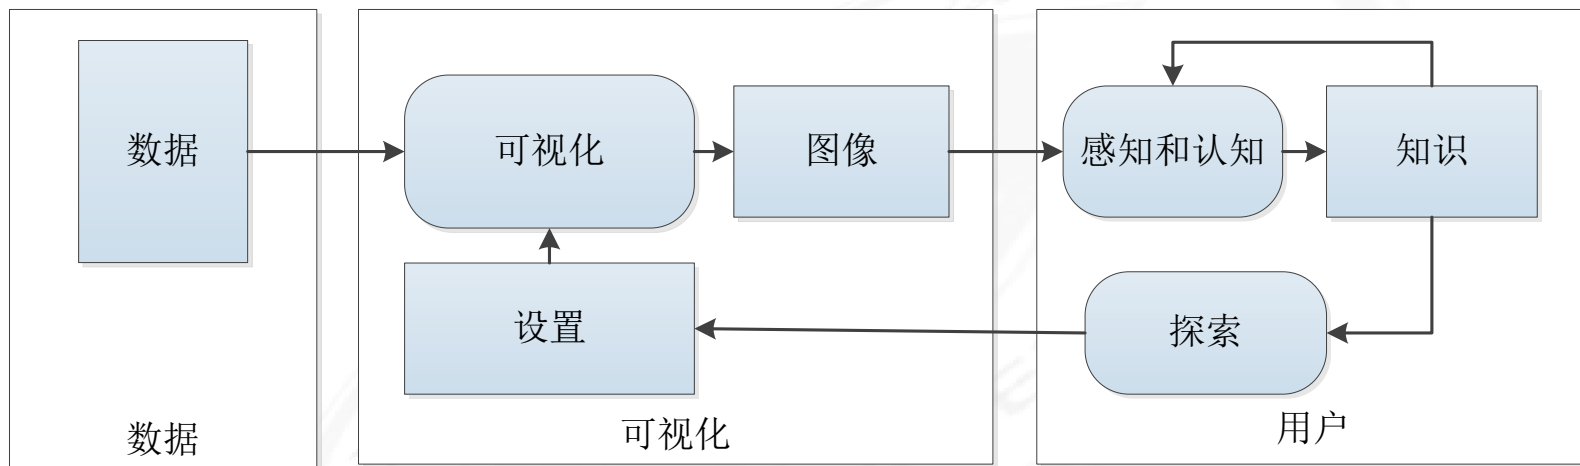 数据
可视化
图像
感知和认知
知识
设置
探索
数据
可视化
用户